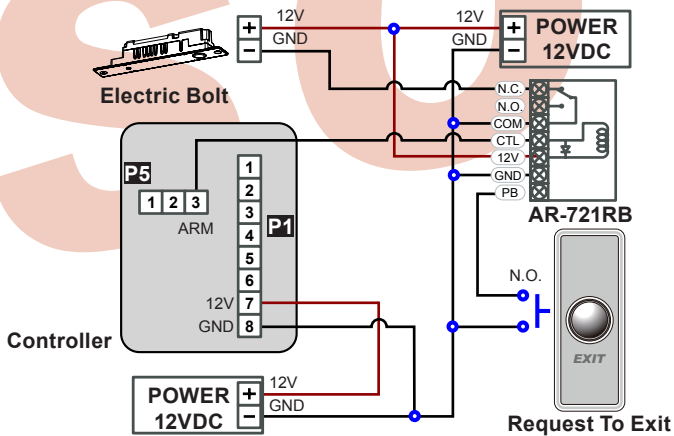 12V
GND
+
−
Electric Bolt
12V
GND
+
−
POWER
12VDC
N.C.
N.O.
COM
CTL
12V
GND
PB
AR-721RB
P5
1 2 3
ARM
1
2
3
4
5
6
7
8
P1
12V
GND
Controller
N.O.
EXIT
Request To Exit
POWER
12VDC
+
−
12V
GND